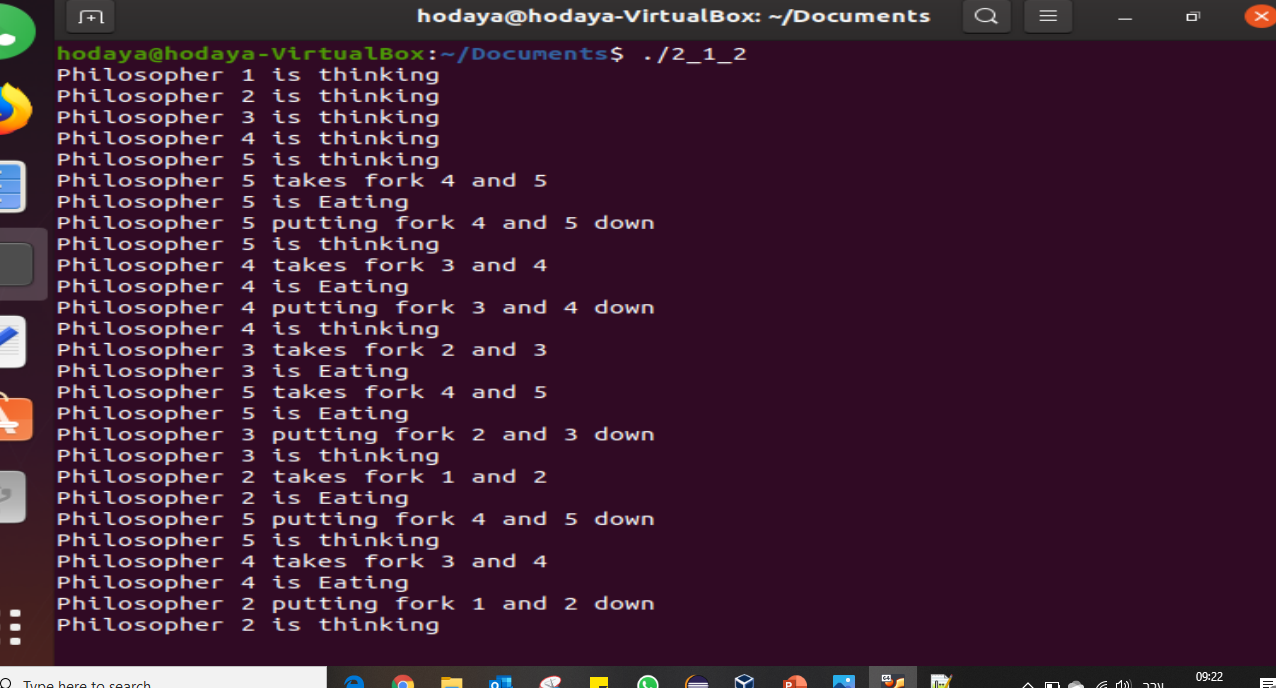 hodaya@hodaya-VirtualBox: ~/Documents
hodaya@hodaya-VirtualBox:~/Documents$ ./2_1_2
Philosopher 1 is thinking
Philosopher 2 is thinking
Philosopher 3 is thinking
Philosopher 4 is thinking
Philosopher 5 is thinking
Philosopher 5 takes fork 4 and 5
Philosopher 5 is Eating
Philosopher 5 putting fork 4 and 5 down
Philosopher 5 is thinking
Philosopher 4 takes fork 3 and 4
Philosopher 4 is Eating
Philosopher 4 putting fork 3 and 4 down
Philosopher 4 is thinking
Philosopher 3 takes fork 2 and 3
Philosopher 3 is Eating
Philosopher 5 takes fork 4 and 5
Philosopher 5 is Eating
Philosopher 3 putting fork 2 and 3 down
Philosopher 3 is thinking
Philosopher 2 takes fork 1 and 2
Philosopher 2 is Eating
Philosopher 5 putting fork 4 and 5 down
Philosopher 5 is thinking
Philosopher 4 takes fork 3 and 4
Philosopher 4 is Eating
Philosopher 2 putting fork 1 and 2 down
Philosopher 2 is thinking
Type here to search
עבר
09:22